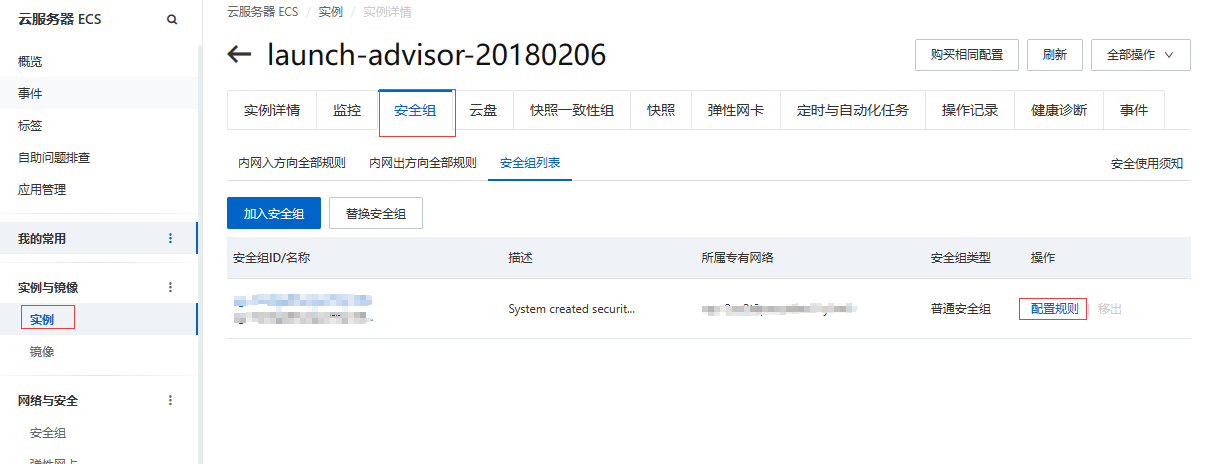 云服务器 ECS
概览
事件
标签
自助问题排查
应用管理
我的常用
实例与镜像
实例
镜像
网络与安全
安全组
弹性网卡
云服务器 ECS / 实例 / 实例详情
launch-advisor-20180206
购买相同配置 刷新 全部操作
实例详情 监控 安全组 云盘 快照一致性组 快照 弹性网卡 定时与自动化任务 操作记录 健康诊断 事件
内网入方向全部规则 内网出方向全部规则 安全组列表 安全使用须知
加入安全组 替换安全组
安全组ID/名称 描述 所属专有网络 安全组类型 操作
System created securit... 普通安全组 配置规则 移出